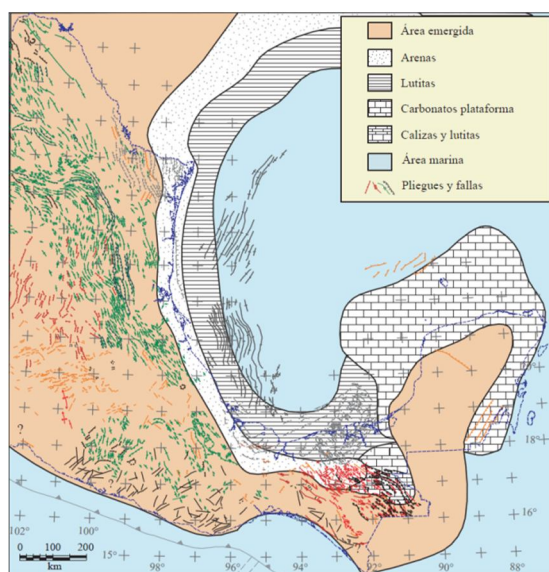 Área emergida
Arenas
Lutitas
Carbonatos plataforma
Calizas y lutitas
Área marina
Pliegues y fallas
18°
?
18°
16°
102°
100°
0
100
200
km
15°
98°
96°
94°
92°
90°
88°